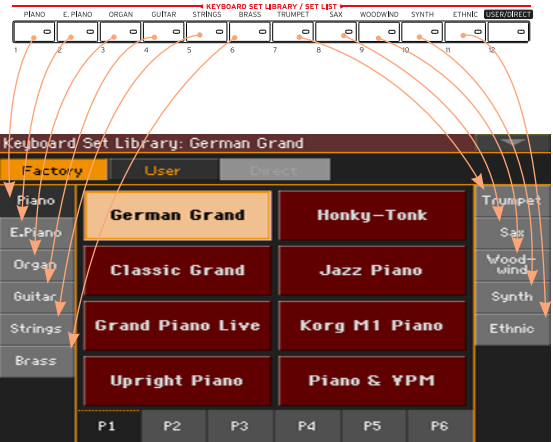 KEYBOARD SET LIBRARY / SET LIST
PIANO E. PIANO ORGAN GUITAR STRINGS BRASS TRUMPET SAX WOODWIND SYNTH ETHNIC USER/DIRECT
1 2 3 4 5 6 7 8 9 10 11 12
Keyboard Set Library: German Grand
Factory User Direct
Piano German Grand Honky-Tonk Trumpet
E.Piano Sax
Organ Classic Grand Jazz Piano Wood-
wind
Guitar Synth
Strings Grand Piano Live Korg M1 Piano Ethnic
Brass
Upright Piano Piano & YPM
P1 P2 P3 P4 P5 P6